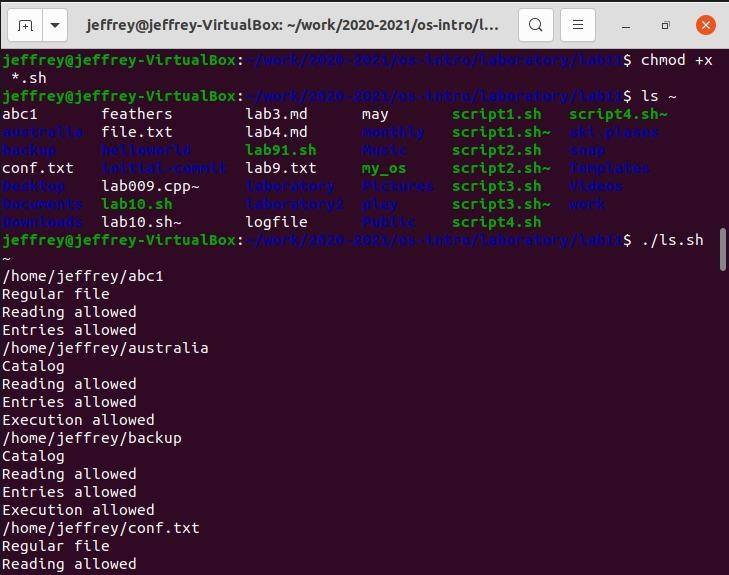 jeffrey@jeffrey-VirtualBox: ~/work/2020-2021/os-intro/l...
jeffrey@jeffrey-VirtualBox:~/work/2020-2021/os-intro/laboratory/lab11$ chmod +x
*.sh
jeffrey@jeffrey-VirtualBox:~/work/2020-2021/os-intro/laboratory/lab11$ ls ~
abc1 feathers lab3.md may script1.sh script4.sh~
australia file.txt lab4.md monthly script1.sh~ ski.plases
backup helloworld lab91.sh Music script2.sh snap
conf.txt initial-commit lab9.txt my_os script2.sh~ Templates
Desktop lab009.cpp~ laboratory Pictures script3.sh Videos
Documents lab10.sh laboratory2 play script3.sh~ work
Downloads lab10.sh~ logfile Public script4.sh
jeffrey@jeffrey-VirtualBox:~/work/2020-2021/os-intro/laboratory/lab11$ ./ls.sh
~
/home/jeffrey/abc1
Regular file
Reading allowed
Entries allowed
/home/jeffrey/australia
Catalog
Reading allowed
Entries allowed
Execution allowed
/home/jeffrey/backup
Catalog
Reading allowed
Entries allowed
Execution allowed
/home/jeffrey/conf.txt
Regular file
Reading allowed